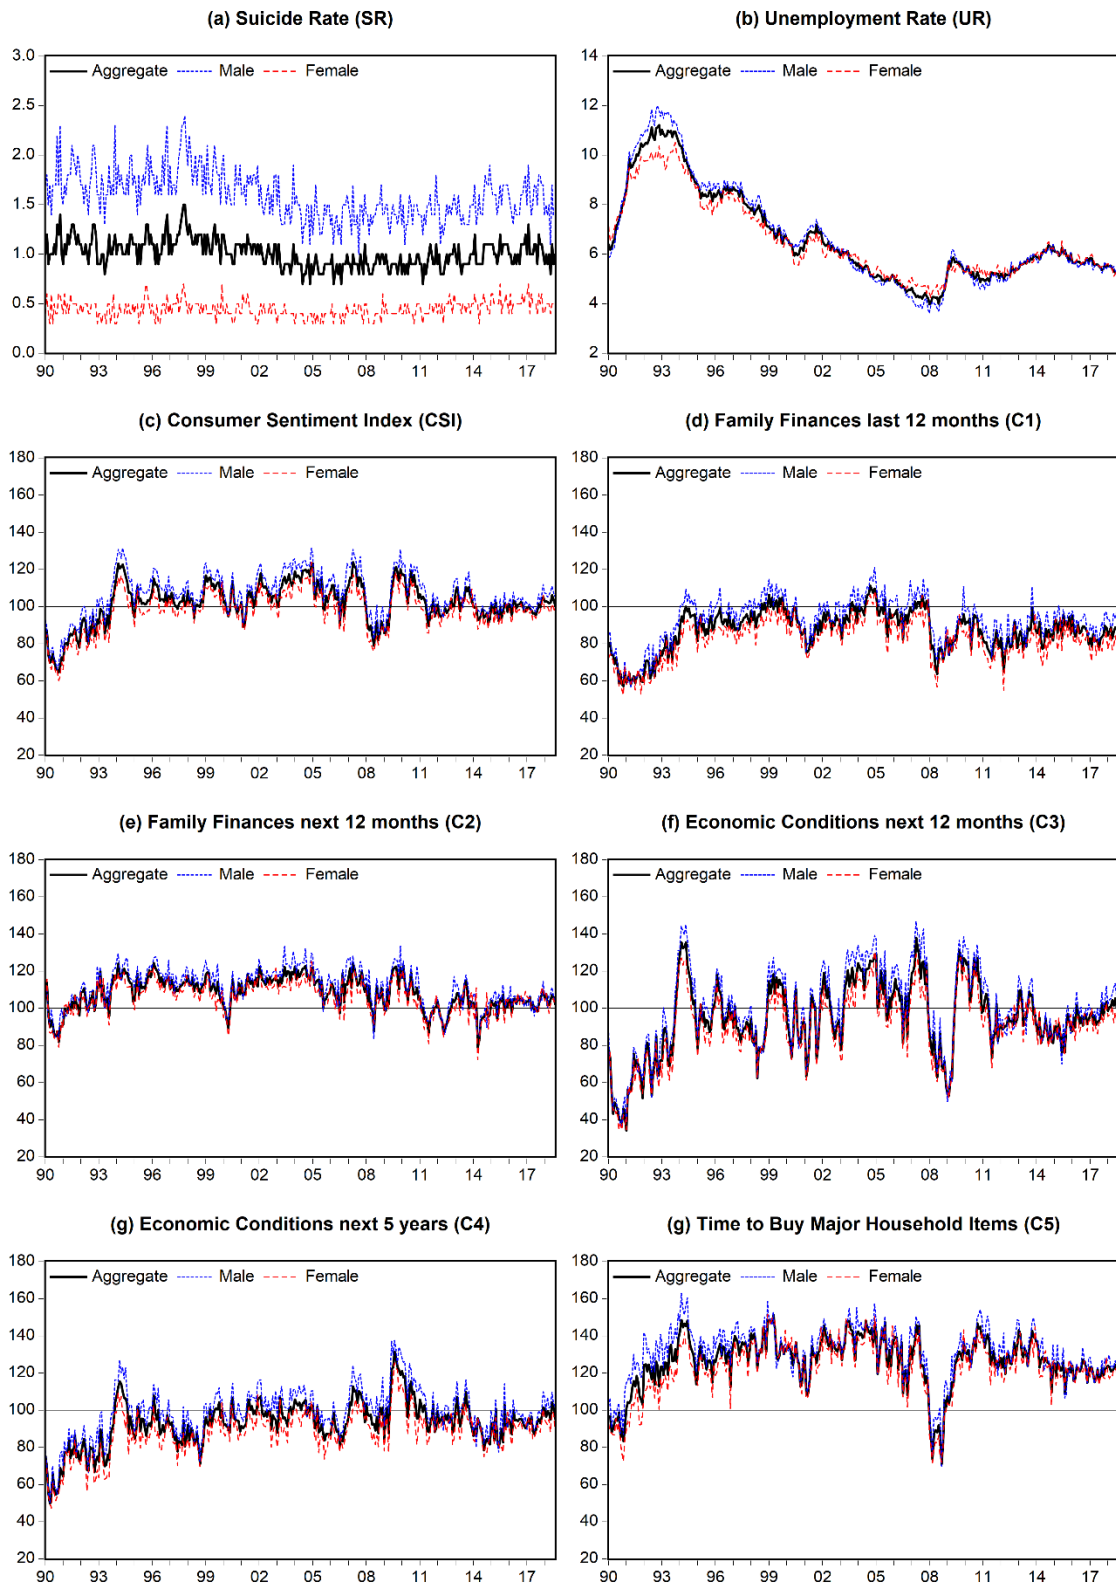 (a) Suicide Rate (SR)
3.0
Aggregate Male Female
2.5
2.0
1.5
1.0
0.5
0.0
90 93 96 99 02 05 08 11 14 17
(b) Unemployment Rate (UR)
14
Aggregate Male Female
12
10
8
6
4
2
90 93 96 99 02 05 08 11 14 17
(c) Consumer Sentiment Index (CSI)
180
Aggregate Male Female
160
140
120
100
80
60
40
20
90 93 96 99 02 05 08 11 14 17
(d) Family Finances last 12 months (C1)
180
Aggregate Male Female
160
140
120
100
80
60
40
20
90 93 96 99 02 05 08 11 14 17
(e) Family Finances next 12 months (C2)
180
Aggregate Male Female
160
140
120
100
80
60
40
20
90 93 96 99 02 05 08 11 14 17
(f) Economic Conditions next 12 months (C3)
180
Aggregate Male Female
160
140
120
100
80
60
40
20
90 93 96 99 02 05 08 11 14 17
(g) Economic Conditions next 5 years (C4)
180
Aggregate Male Female
160
140
120
100
80
60
40
20
90 93 96 99 02 05 08 11 14 17
(g) Time to Buy Major Household Items (C5)
180
Aggregate Male Female
160
140
120
100
80
60
40
20
90 93 96 99 02 05 08 11 14 17